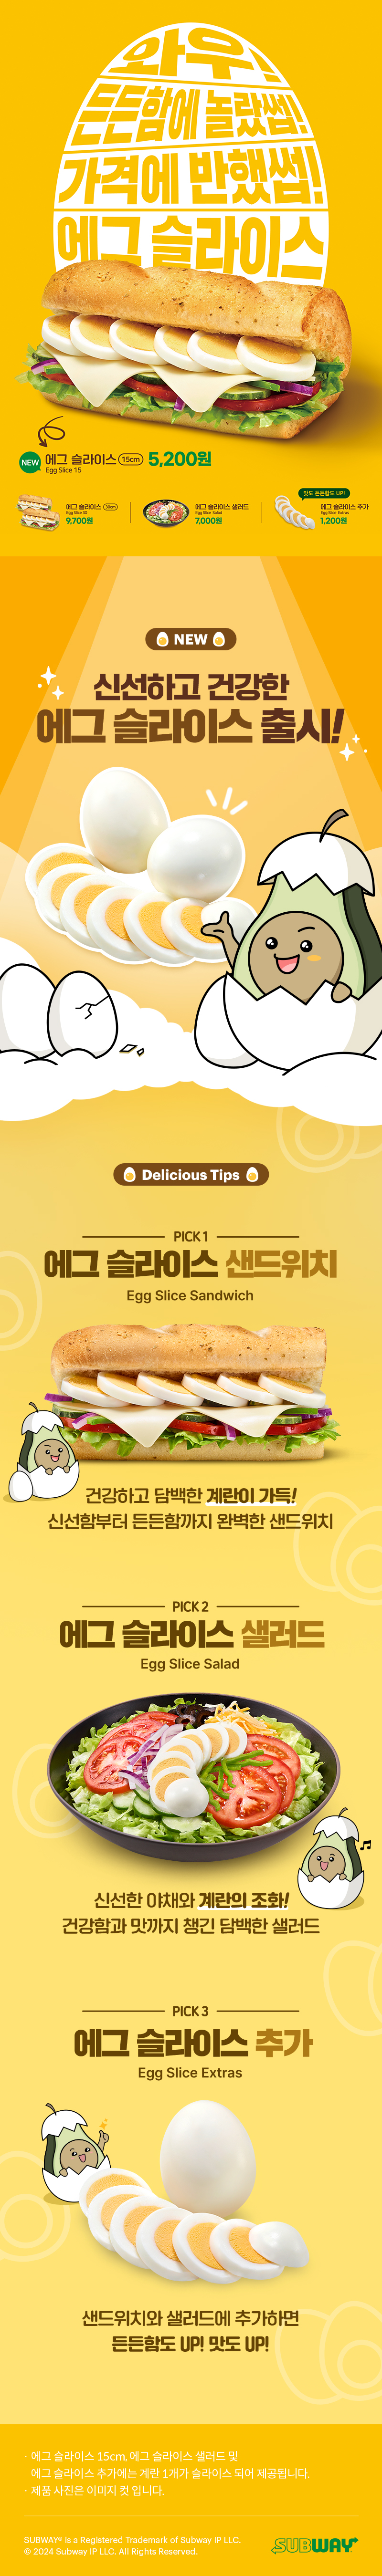 와우!
든든함에 놀랐썹!
가격에 반했썹!
에그 슬라이스
NEW 에그 슬라이스 15cm 5,200원
Egg Slice 15
에그 슬라이스 30cm
Egg Slice 30
9,700원
에그 슬라이스 샐러드
Egg Slice Salad
7,000원
맛도 든든함도 UP!
에그 슬라이스 추가
Egg Slice Extras
1,200원
NEW
신선하고 건강한
에그 슬라이스 출시!
Delicious Tips
PICK 1
에그 슬라이스 샌드위치
Egg Slice Sandwich
건강하고 담백한 계란이 가득!
신선함부터 든든함까지 완벽한 샌드위치
PICK 2
에그 슬라이스 샐러드
Egg Slice Salad
신선한 야채와 계란의 조화!
건강함과 맛까지 챙긴 담백한 샐러드
PICK 3
에그 슬라이스 추가
Egg Slice Extras
샌드위치와 샐러드에 추가하면
든든함도 UP! 맛도 UP!
· 에그 슬라이스 15cm, 에그 슬라이스 샐러드 및
에그 슬라이스 추가에는 계란 1개가 슬라이스 되어 제공됩니다.
· 제품 사진은 이미지 컷 입니다.
SUBWAY® is a Registered Trademark of Subway IP LLC.
© 2024 Subway IP LLC. All Rights Reserved.
SUBWAY